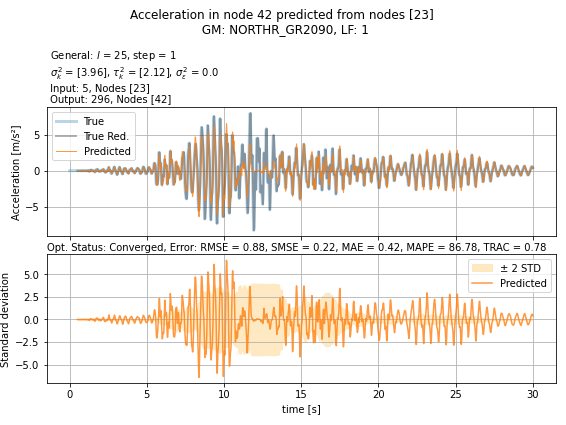 Acceleration in node 42 predicted from nodes [23]
GM: NORTHR_GR2090, LF: 1
General: l = 25, step = 1
σ²ₖ = [3.96], τ²ₖ = [2.12], σ²ε = 0.0
Input: 5, Nodes [23]
Output: 296, Nodes [42]
Acceleration [m/s²]
5
0
−5
True
True Red.
Predicted
Opt. Status: Converged, Error: RMSE = 0.88, SMSE = 0.22, MAE = 0.42, MAPE = 86.78, TRAC = 0.78
Standard deviation
5.0
2.5
0.0
−2.5
−5.0
± 2 STD
Predicted
0 5 10 15 20 25 30
time [s]